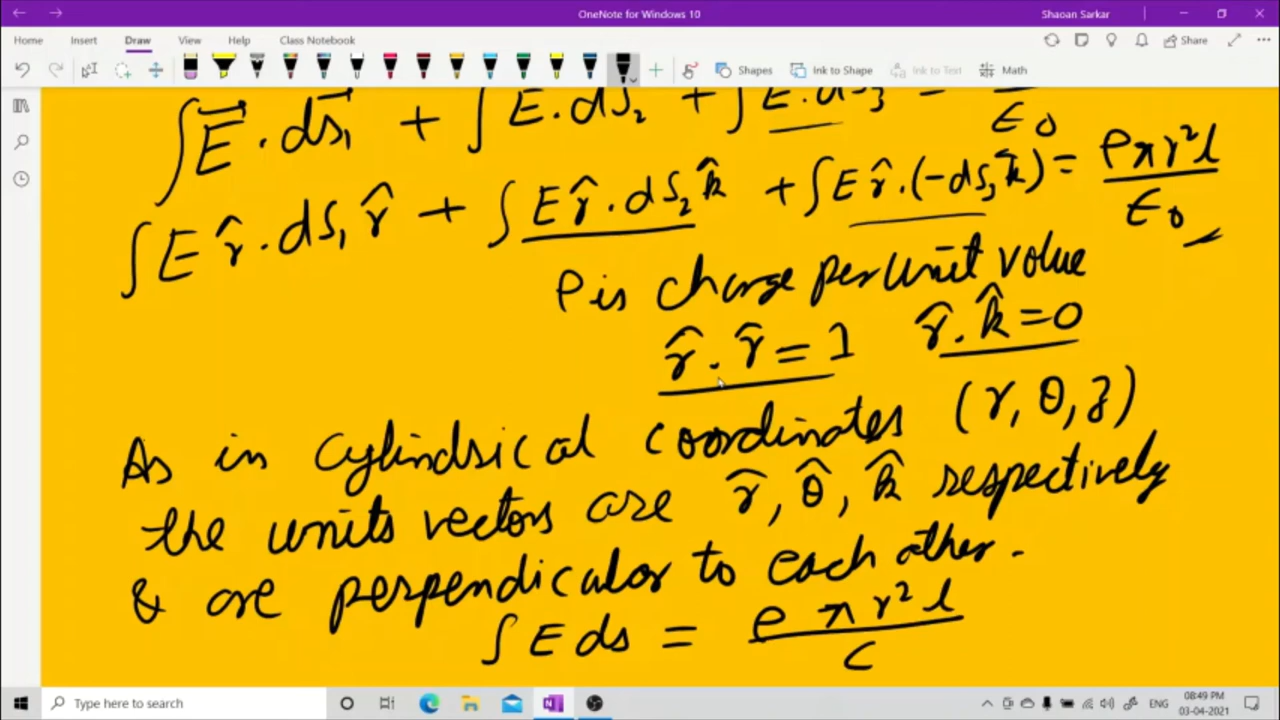 OneNote for Windows 10
Shaoan Sarkar
Home Insert Draw View Help Class Notebook
Share
Shapes Ink to Shape Ink to Text Math
∫E⃗ · ds⃗₁ + ∫E · dS₂ + ∫E · dS₃ = ε₀
∫E r̂ · dS₁ r̂ + ∫E r̂ · dS₂ k̂ + ∫E r̂ · (-dS₃ k̂) = ρπr²l / ε₀
ρ is charge per unit value
r̂ · r̂ = 1 r̂ · k̂ = 0
As in cylindrical coordinates (r, θ, z)
the units vectors are r̂, θ̂, k̂ respectively
& are perpendicular to each other.
∫E ds = ρπr²l / C
Type here to search
ENG
08:49 PM
03-04-2021